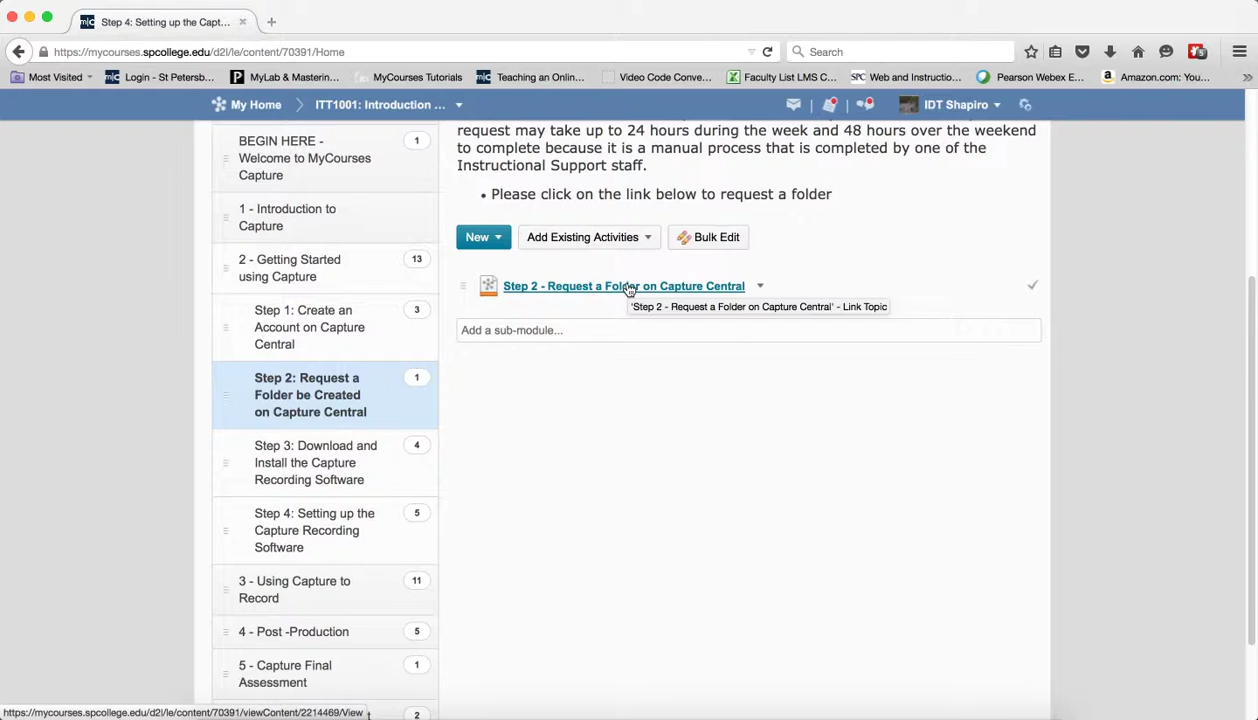 Step 4: Setting up the Capt...
https://mycourses.spcollege.edu/d2l/le/content/70391/Home
Search
Most Visited
Login - St Petersb...
MyLab & Masterin...
MyCourses Tutorials
Teaching an Onlin...
Video Code Conve...
Faculty List LMS C...
Web and Instructio...
Pearson Webex Ex...
Amazon.com: You...
My Home
ITT1001: Introduction ...
IDT Shapiro
BEGIN HERE -
Welcome to MyCourses
Capture
1
1 - Introduction to
Capture
2 - Getting Started
using Capture
13
Step 1: Create an
Account on Capture
Central
3
Step 2: Request a
Folder be Created
on Capture Central
1
Step 3: Download and
Install the Capture
Recording Software
4
Step 4: Setting up the
Capture Recording
Software
5
3 - Using Capture to
Record
11
4 - Post -Production
5
5 - Capture Final
Assessment
1
2
request may take up to 24 hours during the week and 48 hours over the weekend
to complete because it is a manual process that is completed by one of the
Instructional Support staff.
• Please click on the link below to request a folder
New
Add Existing Activities
Bulk Edit
Step 2 - Request a Folder on Capture Central
'Step 2 - Request a Folder on Capture Central' - Link Topic
Add a sub-module...
https://mycourses.spcollege.edu/d2l/le/content/70391/viewContent/2214469/View